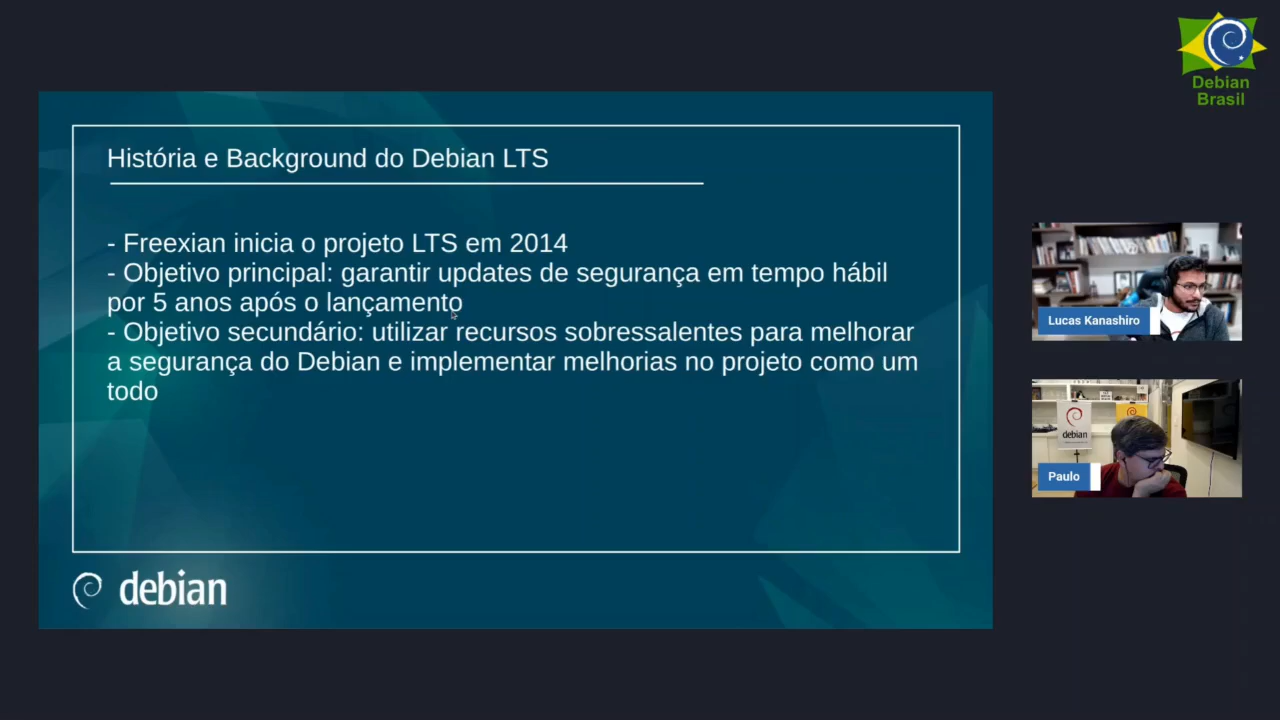 Debian
Brasil
História e Background do Debian LTS
- Freexian inicia o projeto LTS em 2014
- Objetivo principal: garantir updates de segurança em tempo hábil
por 5 anos após o lançamento
- Objetivo secundário: utilizar recursos sobressalentes para melhorar
a segurança do Debian e implementar melhorias no projeto como um
todo
debian
Lucas Kanashiro
debian
Paulo